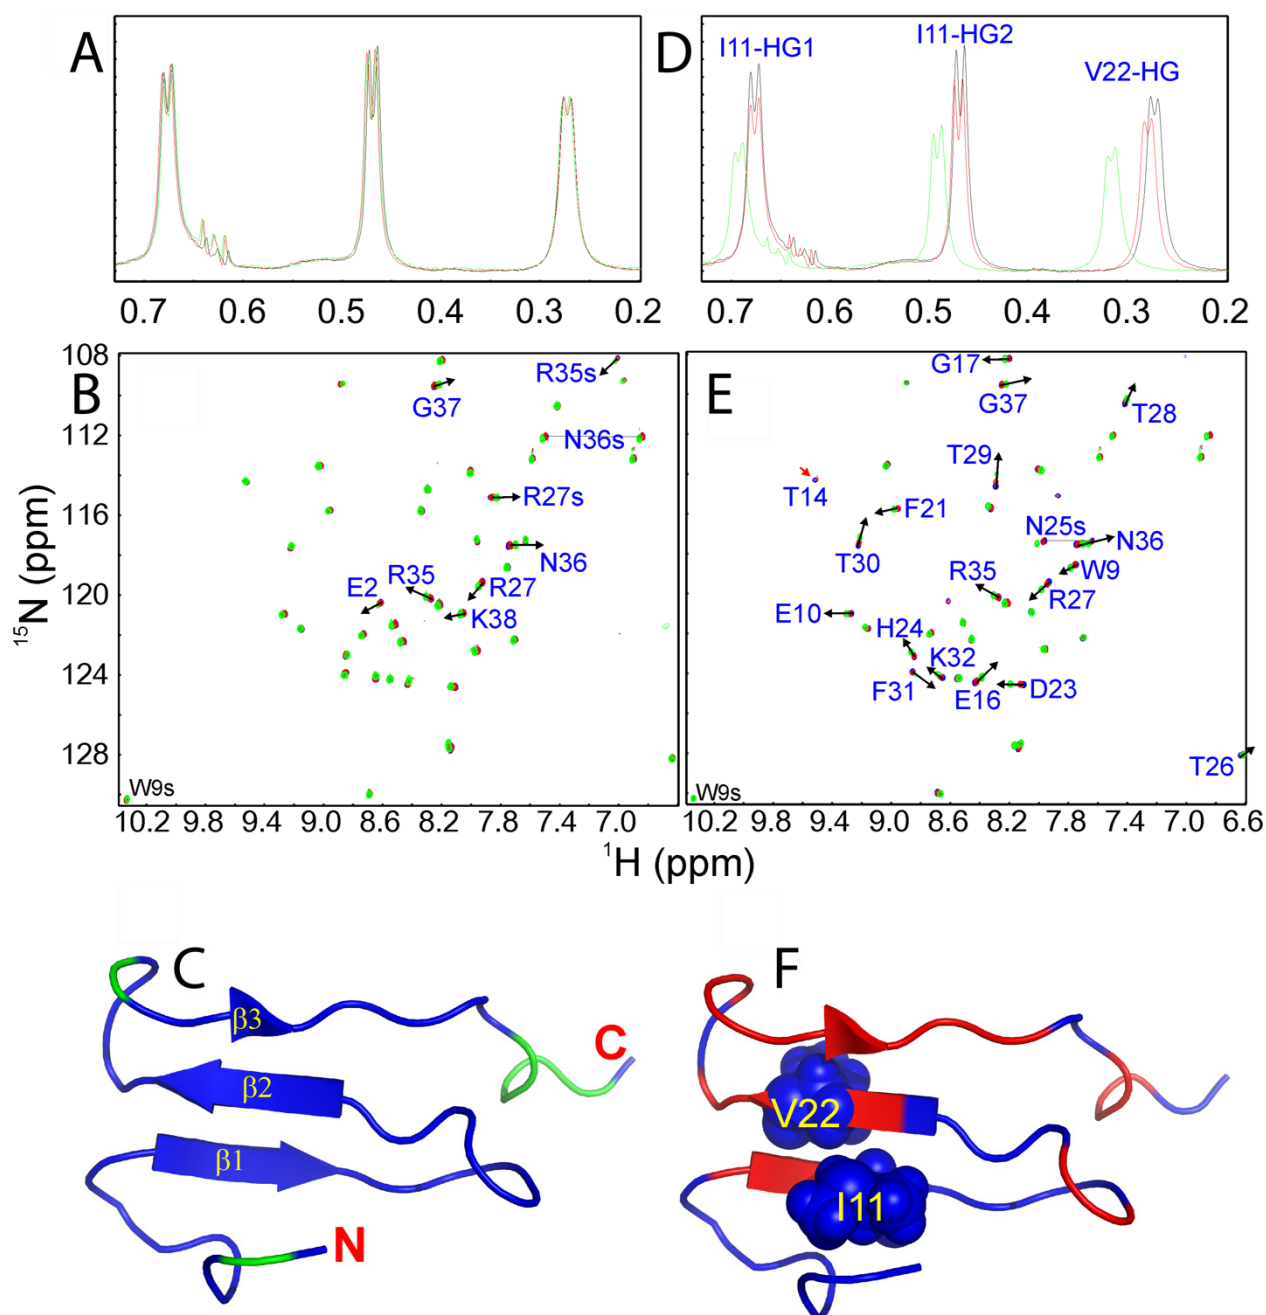 A
D
I11-HG1
I11-HG2
V22-HG
0.7 0.6 0.5 0.4 0.3 0.2
0.7 0.6 0.5 0.4 0.3 0.2
108
112
116
120
124
128
15N (ppm)
B
R35s
G37
N36s
R27s
N36
E2
R35
R27
K38
W9s
10.2 9.8 9.4 9.0 8.6 8.2 7.8 7.4 7.0
E
G17
G37
T28
T29
T14
F21
N25s
N36
T30
W9
R35
R27
E10
H24
K32
F31
E16
D23
T26
W9s
10.2 9.8 9.4 9.0 8.6 8.2 7.8 7.4 7.0 6.6
1H (ppm)
C
β3
β2
β1
C
N
F
V22
I11